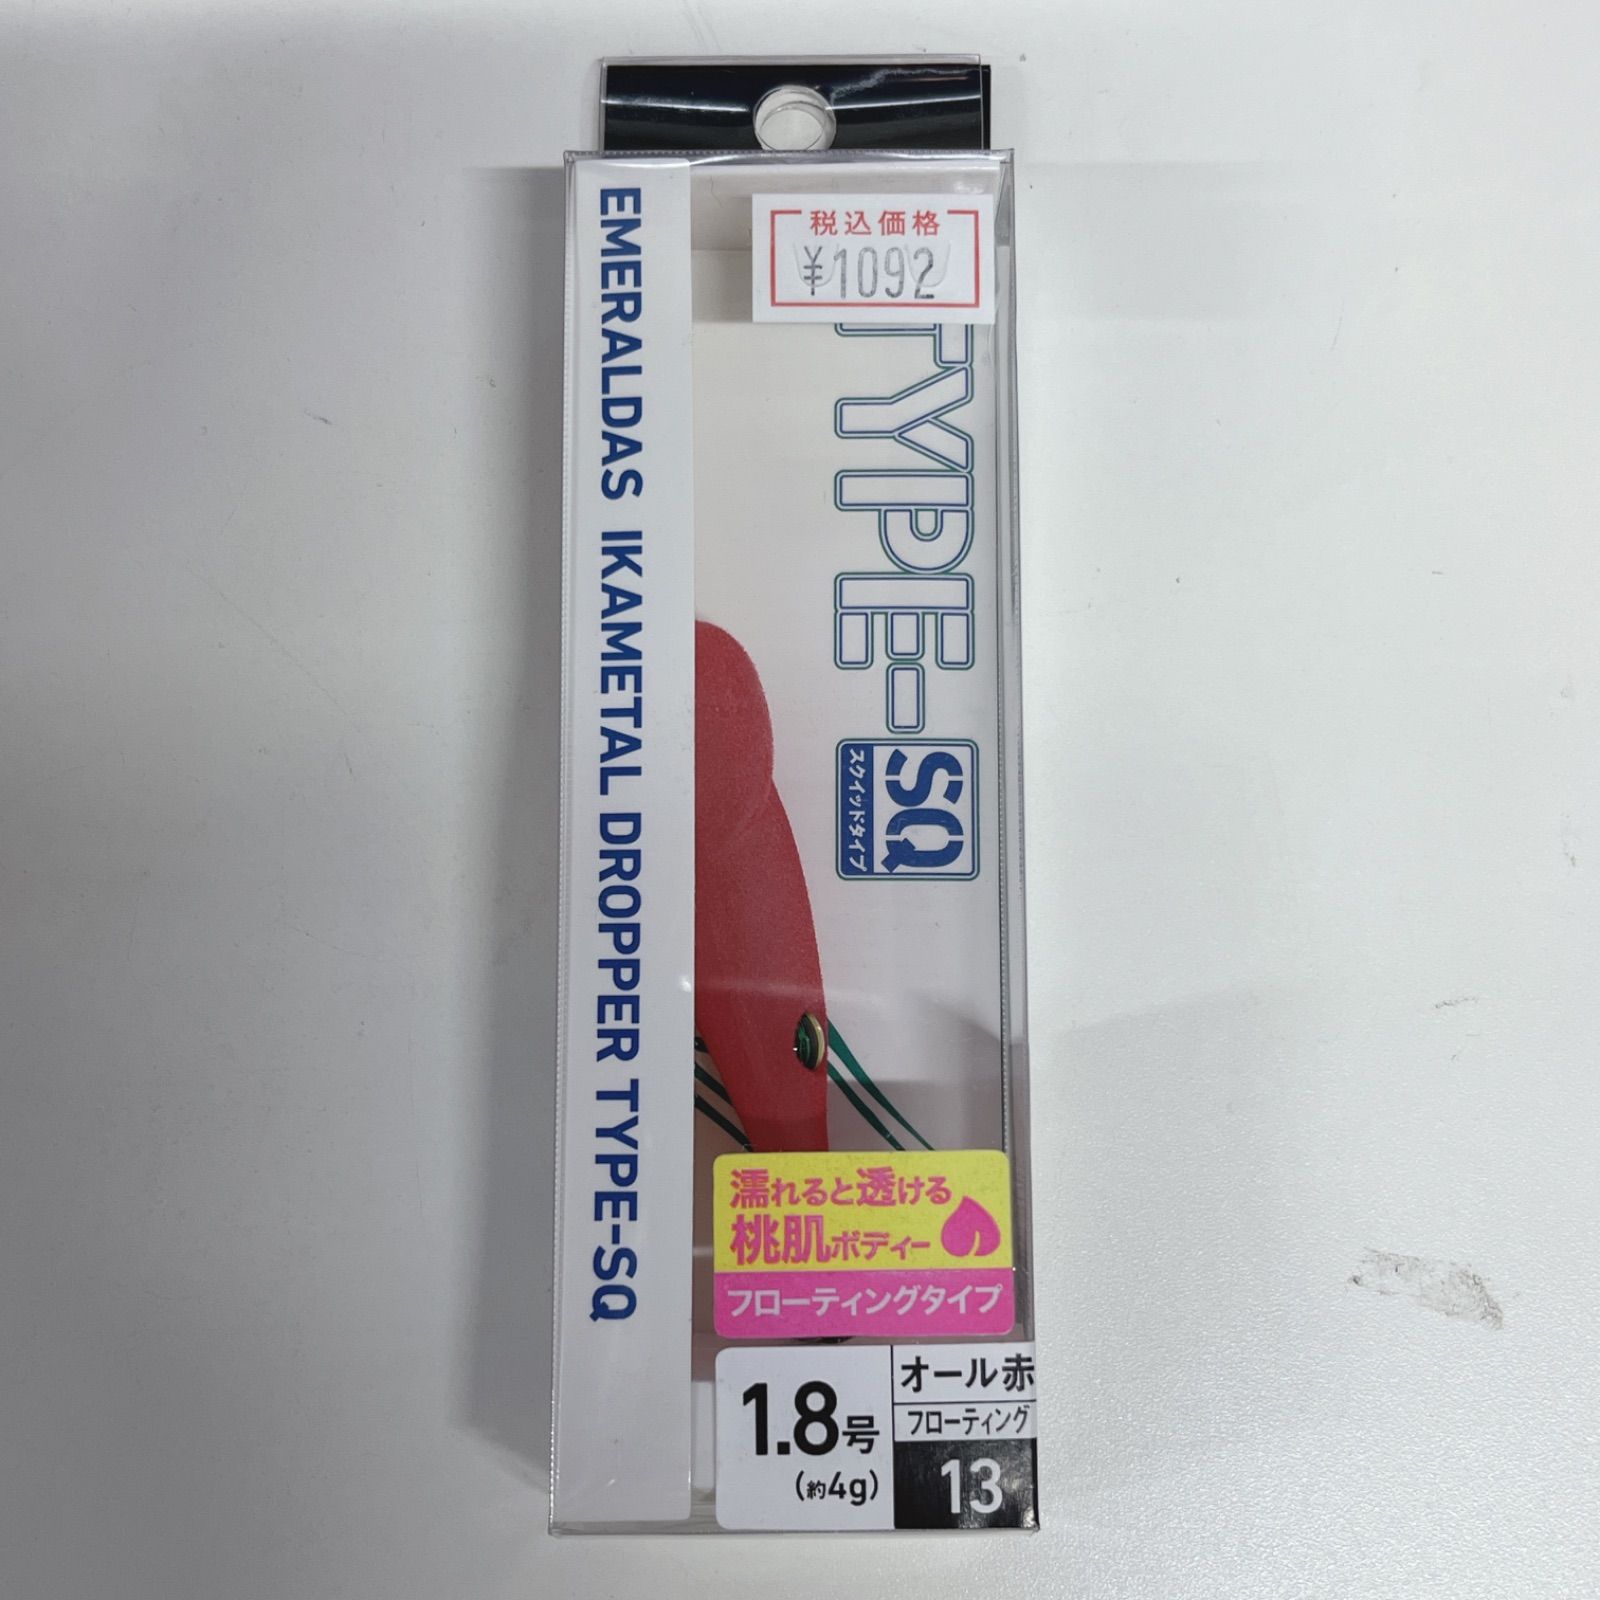 税込価格
¥1092
EMERALDAS IKAMETAL DROPPER TYPE-SQ
TYPE-
SQ
スクイッドタイプ
濡れると透ける
桃肌ボディー
フローティングタイプ
1.8号
(約4g)
オール赤
フローティング
13